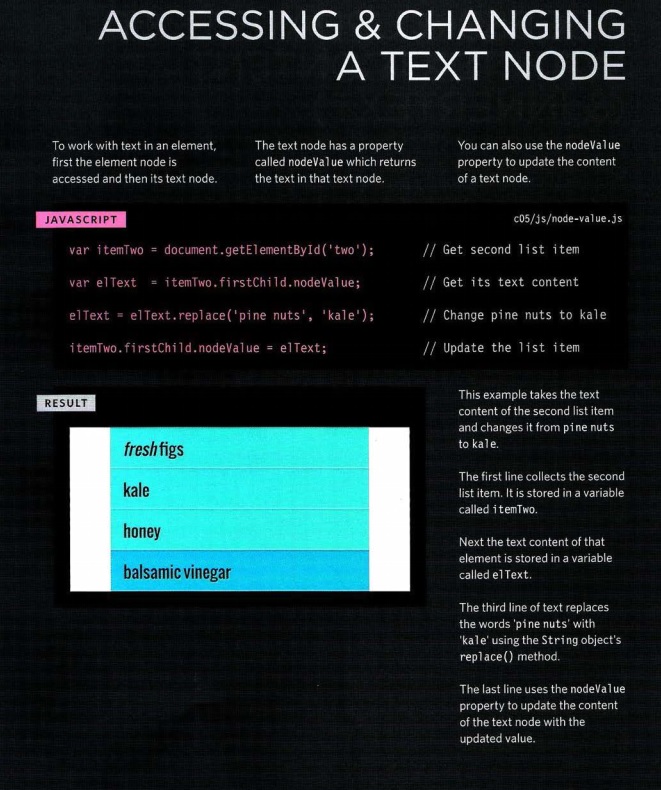 ACCESSING & CHANGING
A TEXT NODE
To work with text in an element,
first the element node is
accessed and then its text node.
The text node has a property
called nodeValue which returns
the text in that text node.
You can also use the nodeValue
property to update the content
of a text node.
JAVASCRIPT
c05/js/node-value.js
var itemTwo = document.getElementById('two'); // Get second list item
var elText  = itemTwo.firstChild.nodeValue; // Get its text content
elText = elText.replace('pine nuts', 'kale'); // Change pine nuts to kale
itemTwo.firstChild.nodeValue = elText; // Update the list item
RESULT
fresh figs
kale
honey
balsamic vinegar
This example takes the text
content of the second list item
and changes it from pine nuts
to kale.
The first line collects the second
list item. It is stored in a variable
called itemTwo.
Next the text content of that
element is stored in a variable
called elText.
The third line of text replaces
the words 'pine nuts' with
'kale' using the String object's
replace() method.
The last line uses the nodeValue
property to update the content
of the text node with the
updated value.